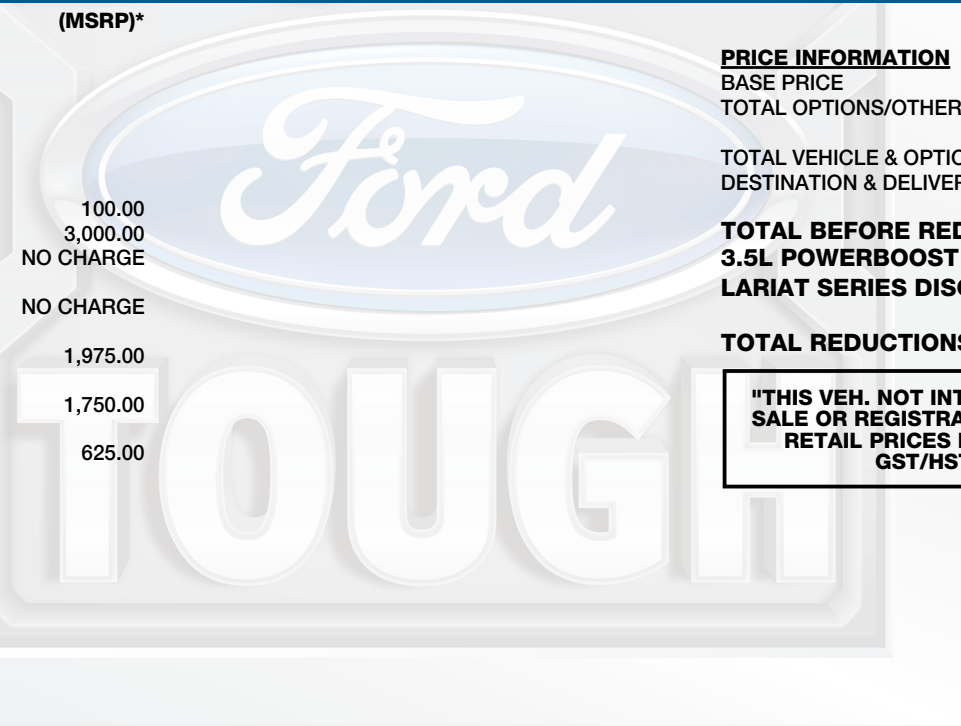 (MSRP)*
100.00
3,000.00
NO CHARGE
NO CHARGE
1,975.00
1,750.00
625.00
PRICE INFORMATION
BASE PRICE
TOTAL OPTIONS/OTHER
TOTAL VEHICLE & OPTIO
DESTINATION & DELIVER
TOTAL BEFORE RED
3.5L POWERBOOST
LARIAT SERIES DISC
TOTAL REDUCTIONS
"THIS VEH. NOT INT
SALE OR REGISTRA
RETAIL PRICES
GST/HST
Ford
TOUGH